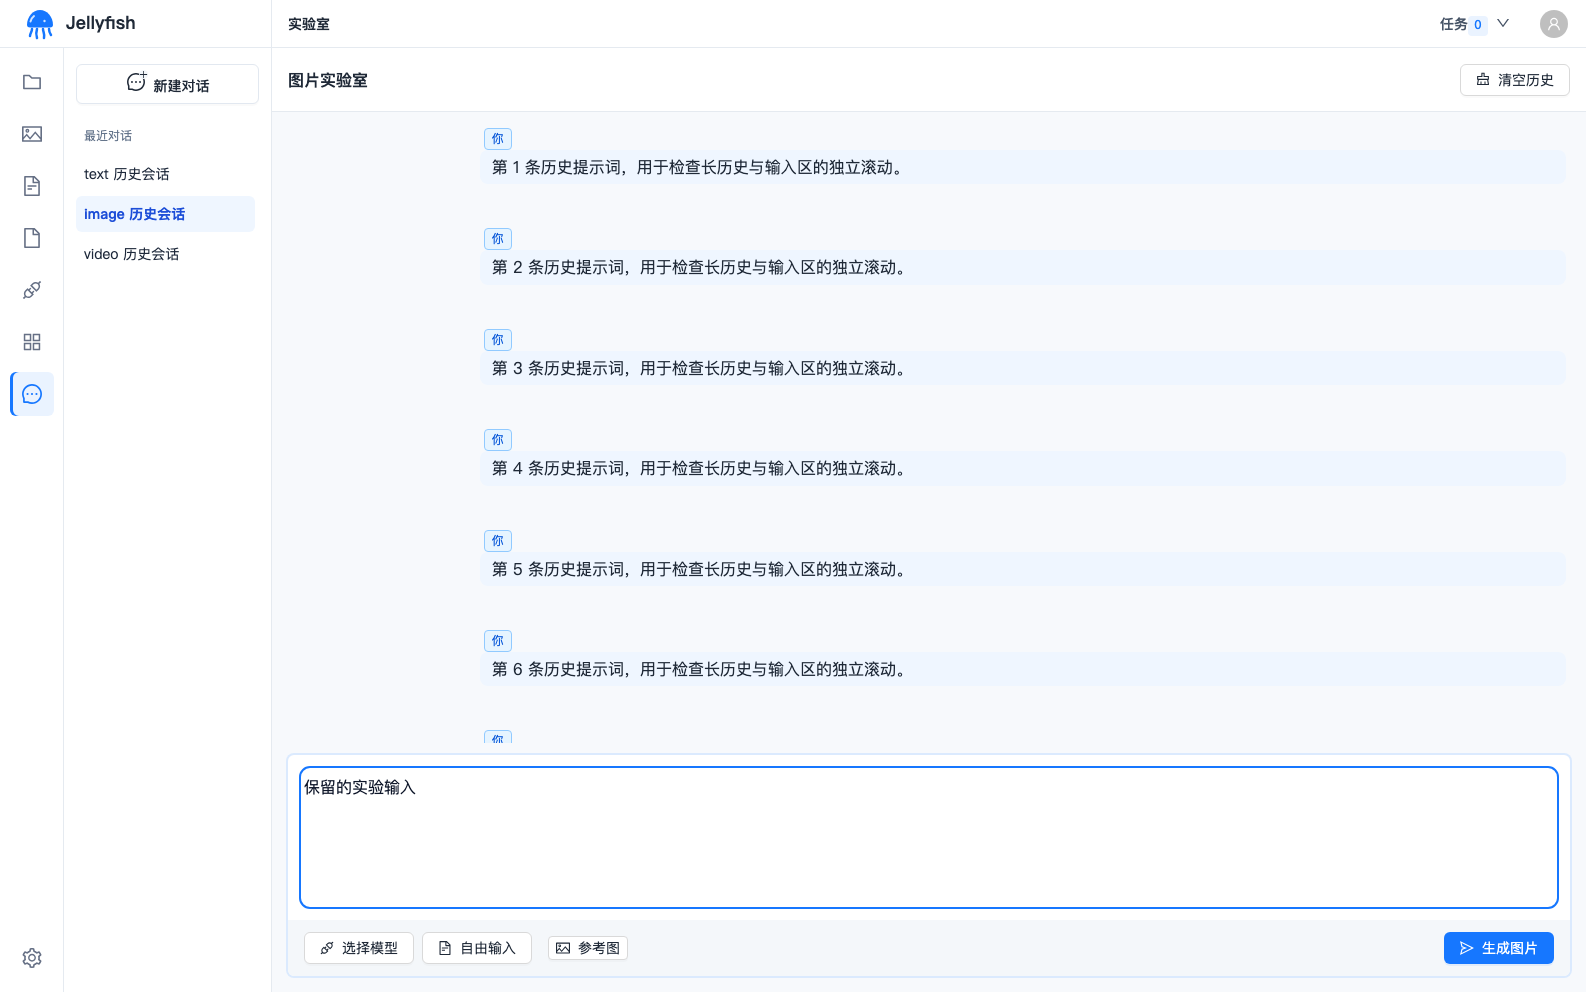 Jellyfish
实验室
任务 0
新建对话
图片实验室
清空历史
最近对话
text 历史会话
image 历史会话
video 历史会话
你
第 1 条历史提示词，用于检查长历史与输入区的独立滚动。
你
第 2 条历史提示词，用于检查长历史与输入区的独立滚动。
你
第 3 条历史提示词，用于检查长历史与输入区的独立滚动。
你
第 4 条历史提示词，用于检查长历史与输入区的独立滚动。
你
第 5 条历史提示词，用于检查长历史与输入区的独立滚动。
你
第 6 条历史提示词，用于检查长历史与输入区的独立滚动。
你
保留的实验输入
选择模型
自由输入
参考图
生成图片